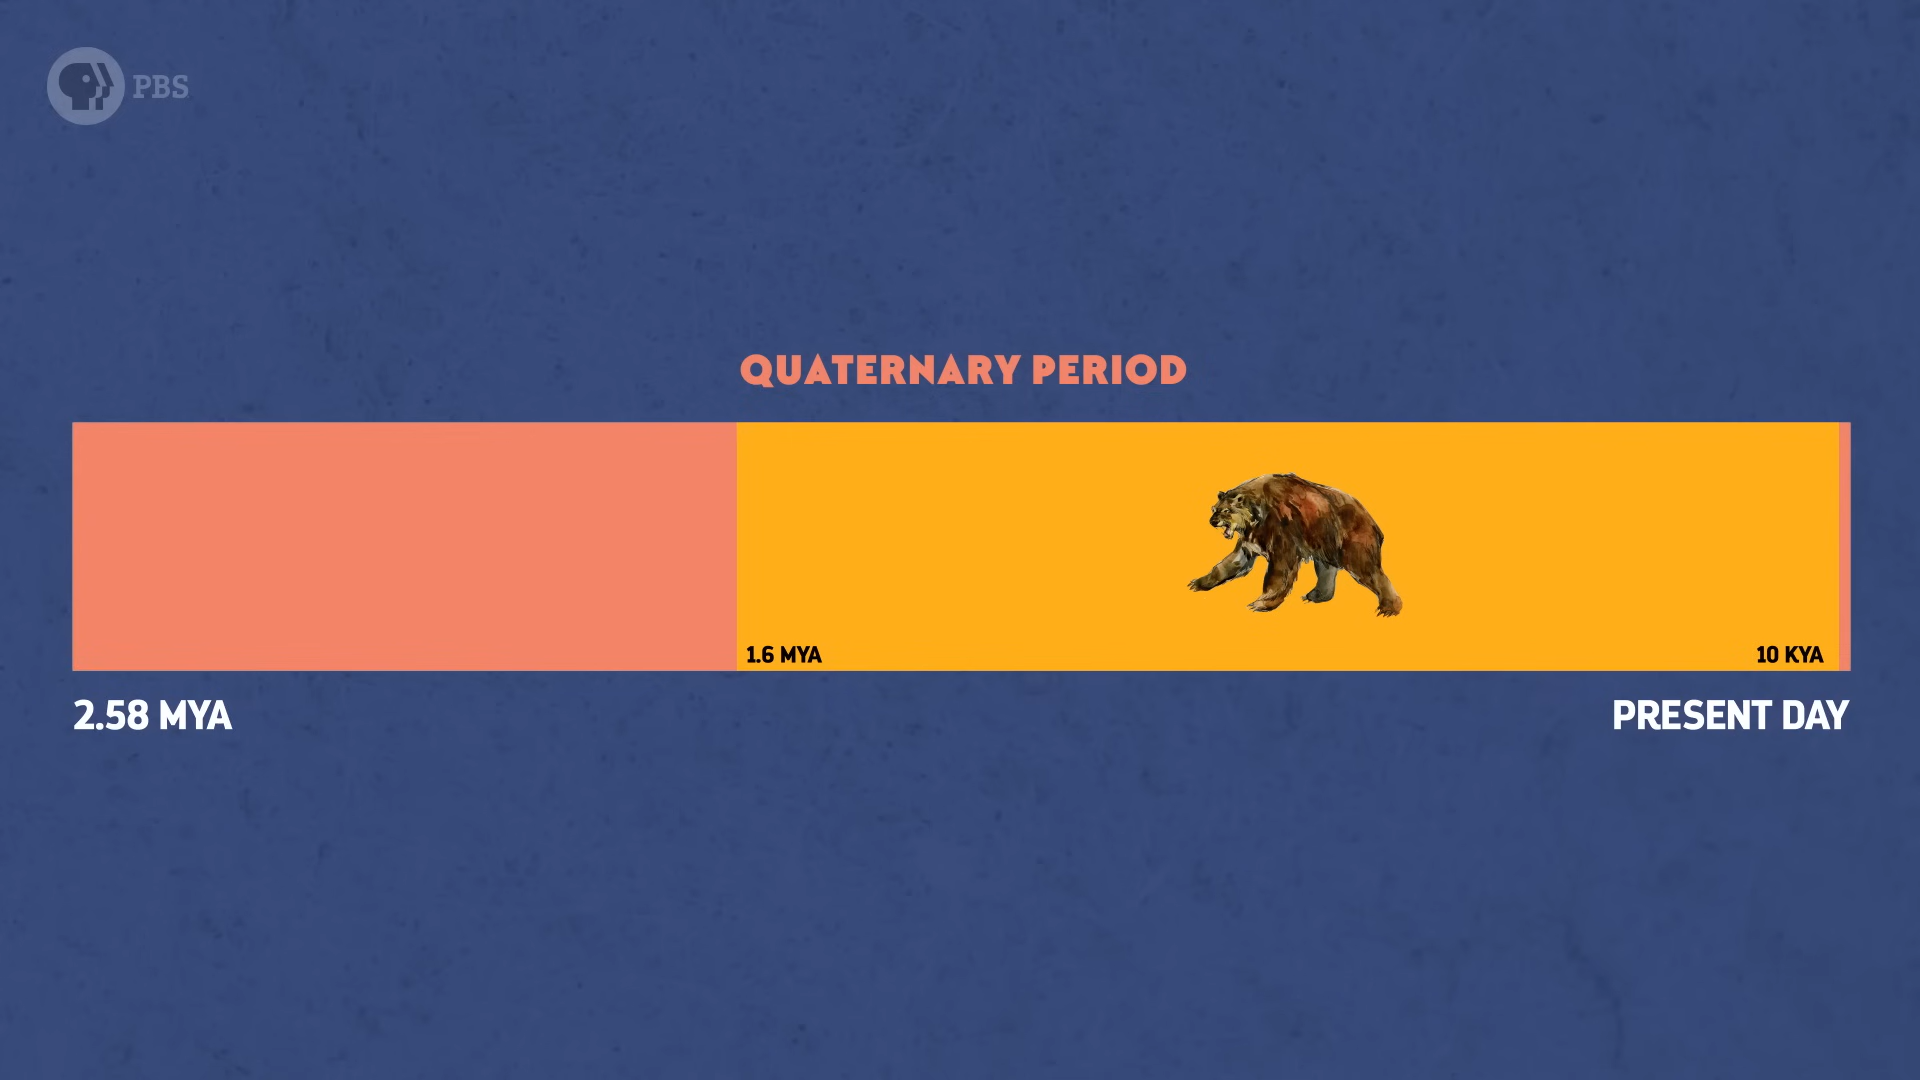 PBS
QUATERNARY PERIOD
1.6 MYA
10 KYA
2.58 MYA
PRESENT DAY